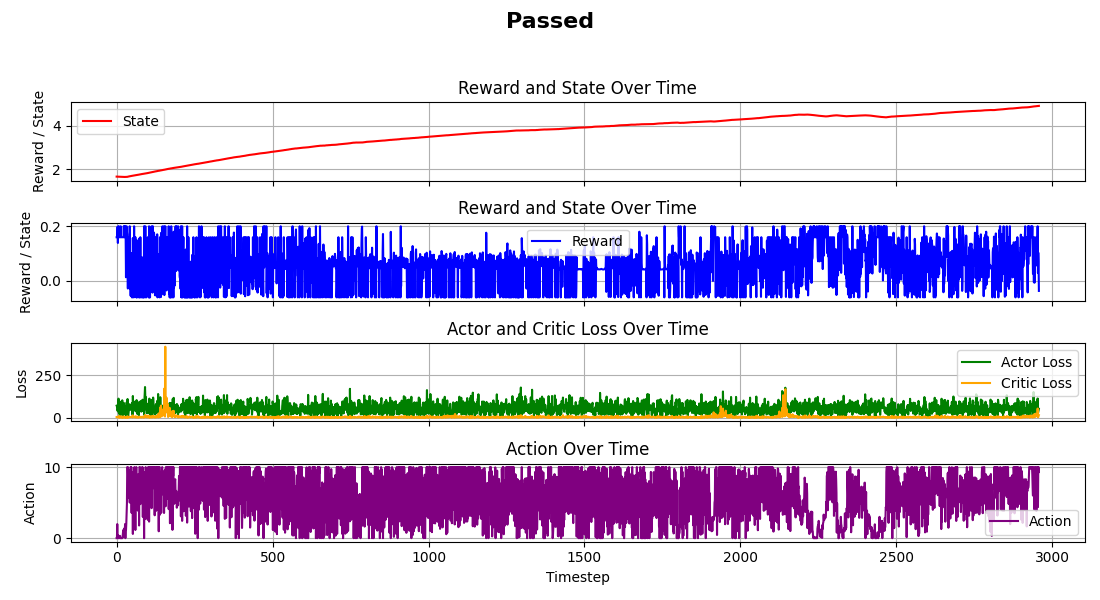 Passed
Reward and State Over Time
Reward / State
4
2
State
Reward and State Over Time
Reward / State
0.2
0.0
Reward
Actor and Critic Loss Over Time
Loss
250
0
Actor Loss
Critic Loss
Action Over Time
Action
10
0
Action
0 500 1000 1500 2000 2500 3000
Timestep